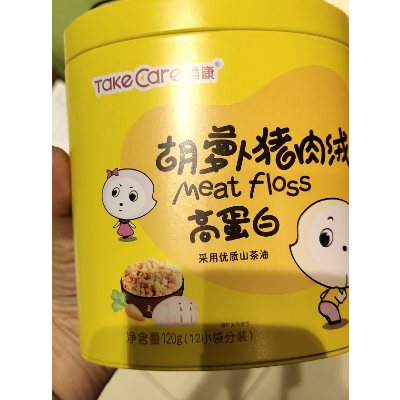 Take Care 皓康®
胡萝卜猪肉绒
Meat floss
高蛋白
采用优质山茶油
净含量120g(12小袋分装)